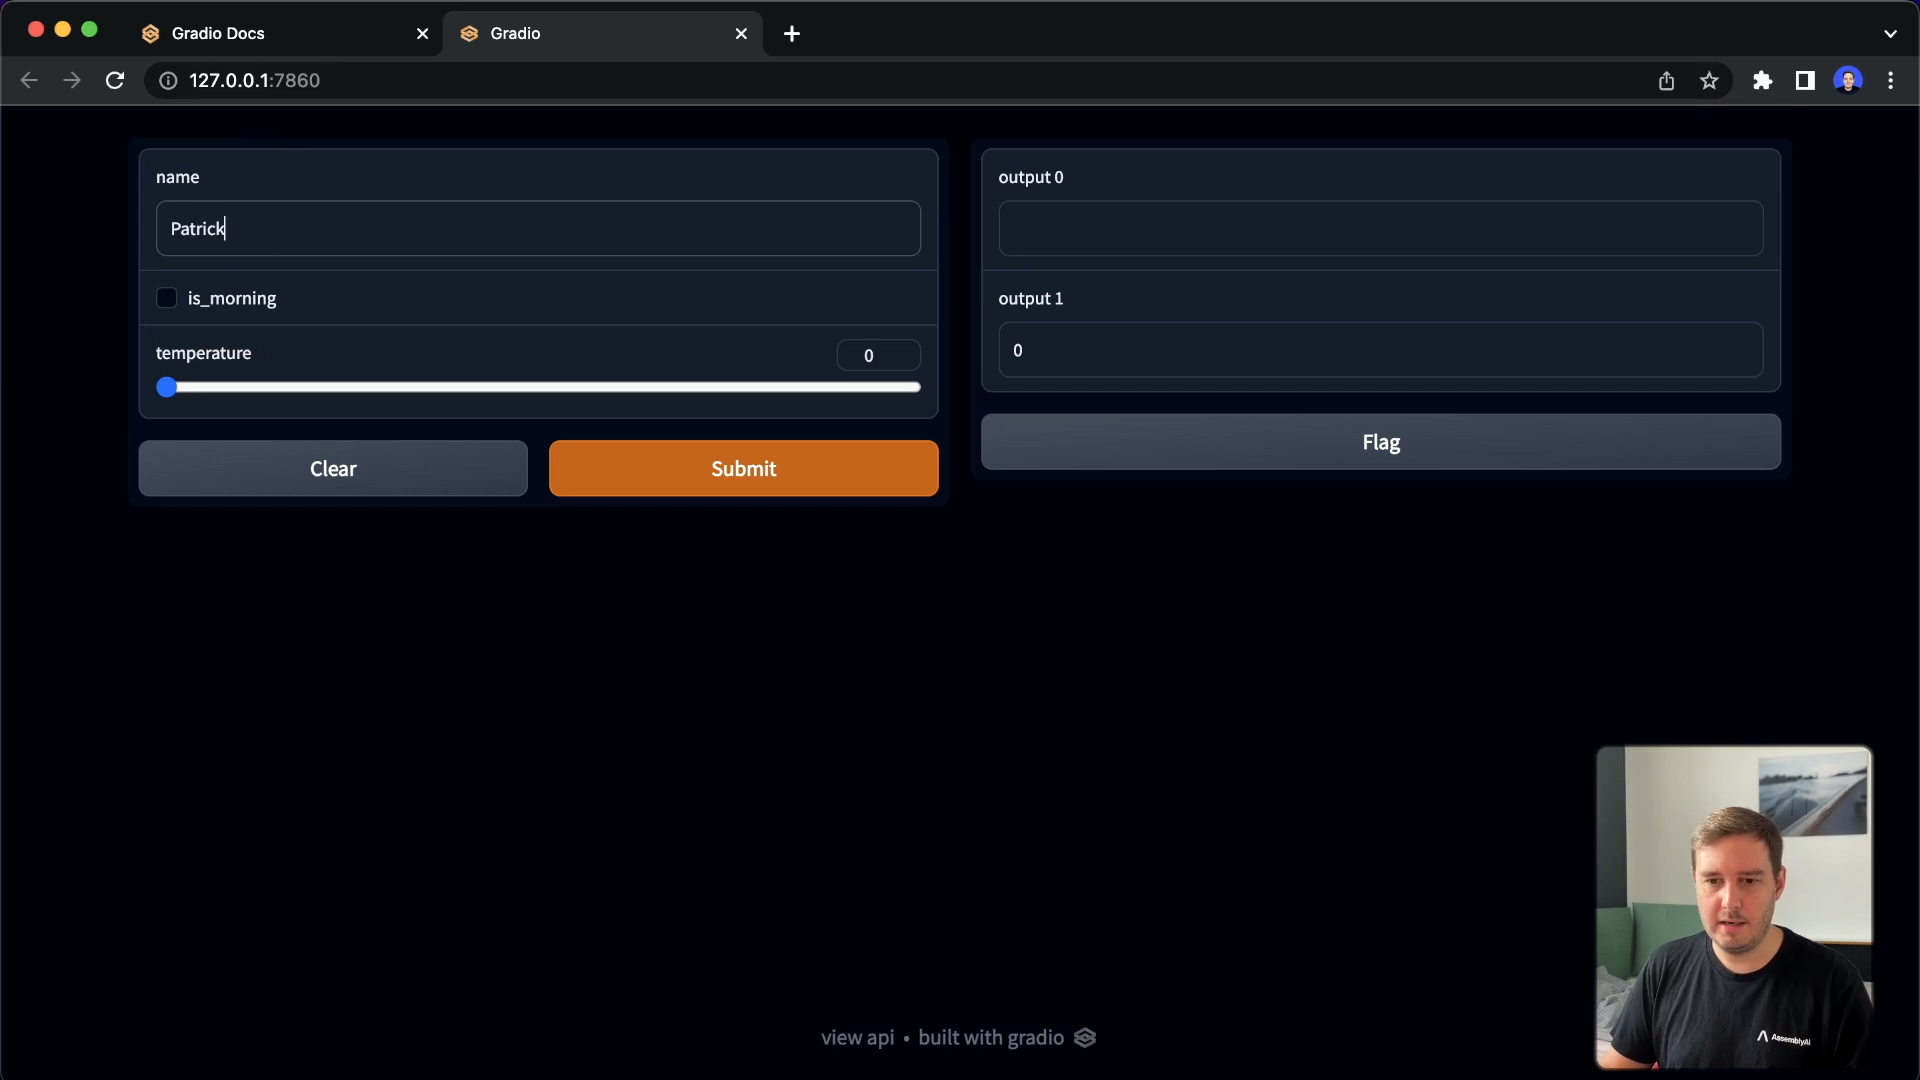 Gradio Docs
Gradio
127.0.0.1:7860
name
Patrick
is_morning
temperature
0
Clear
Submit
output 0
output 1
0
Flag
view api • built with gradio
AssemblyAI